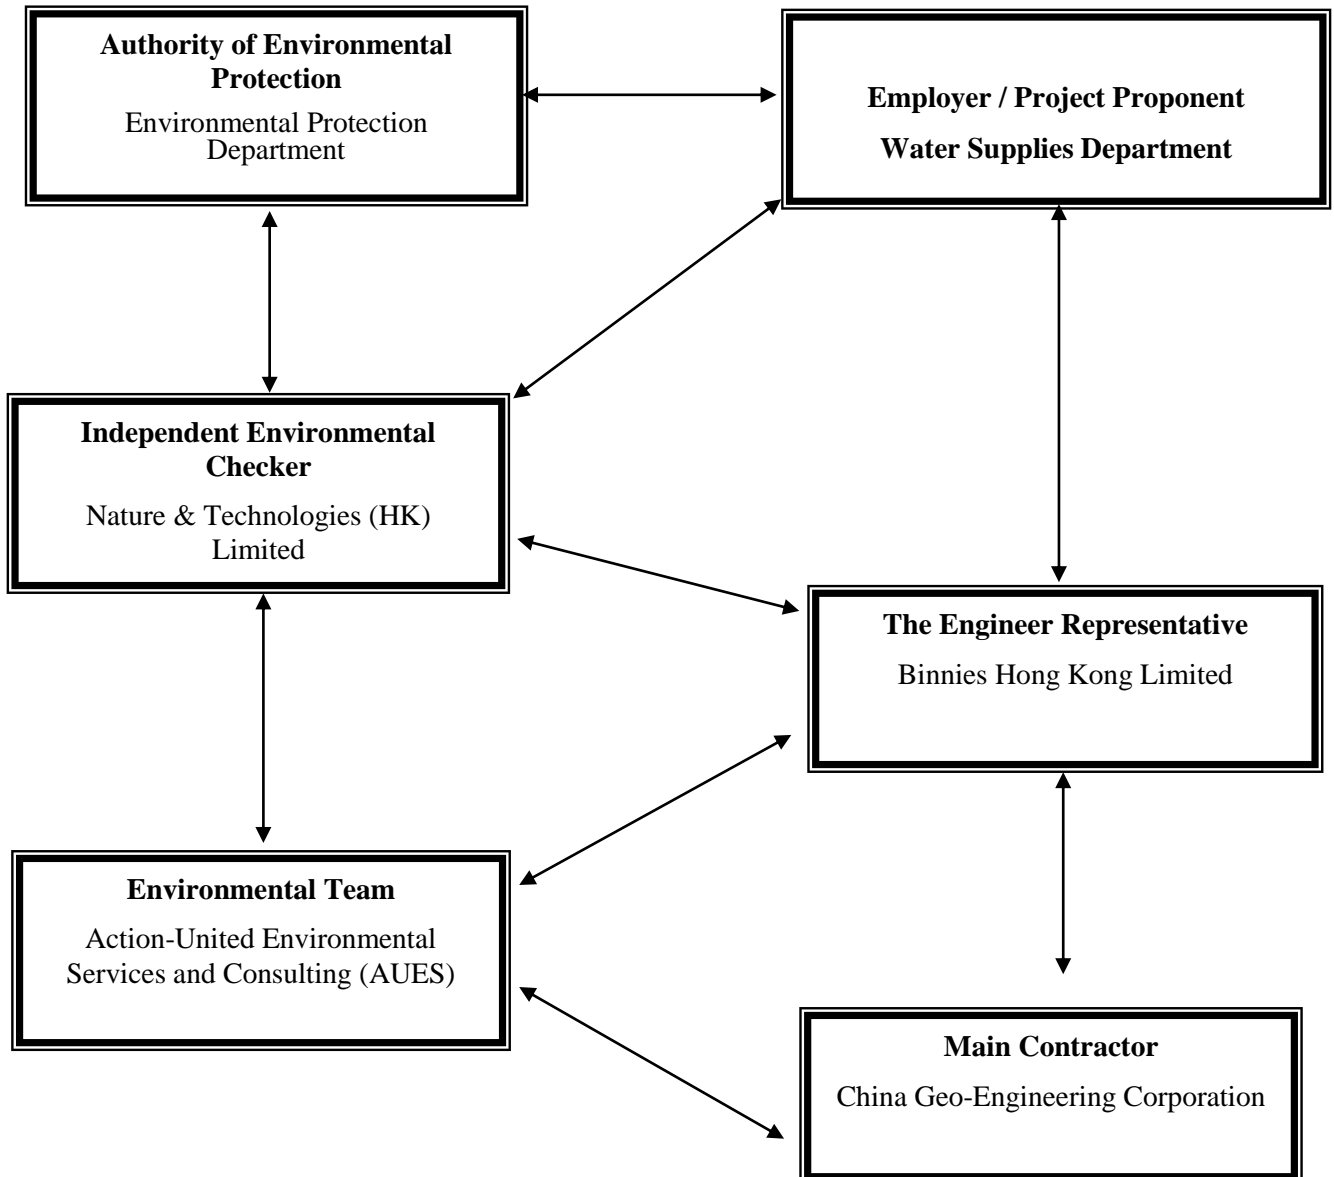 Authority of Environmental
Protection
Environmental Protection
Department
Employer / Project Proponent
Water Supplies Department
Independent Environmental
Checker
Nature & Technologies (HK)
Limited
The Engineer Representative
Binnies Hong Kong Limited
Environmental Team
Action-United Environmental
Services and Consulting (AUES)
Main Contractor
China Geo-Engineering Corporation